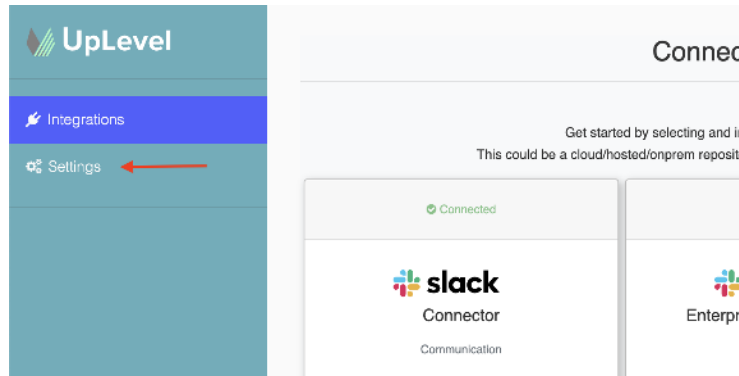 UpLevel
Integrations
Settings
Connec
Get started by selecting and i
This could be a cloud/hosted/onprem reposit
Connected
slack
Connector
Communication
Enterpr